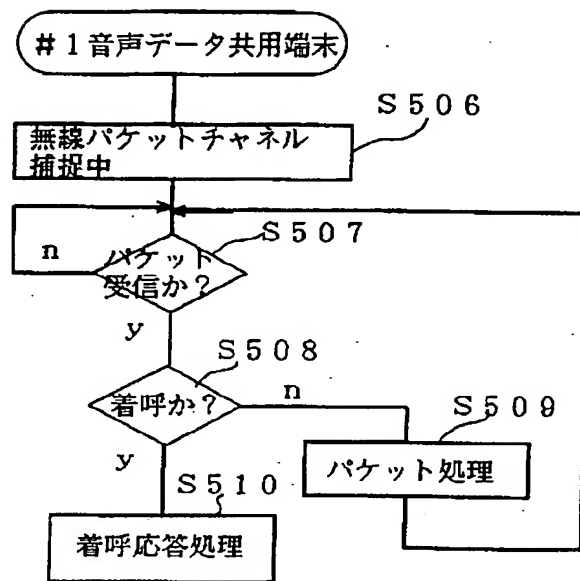 #1音声データ共用端末
S506
無線パケットチャネル
捕捉中
S507
n
パケット
受信か?
y
S508
着呼か?
n
S509
y
パケット処理
S510
着呼応答処理